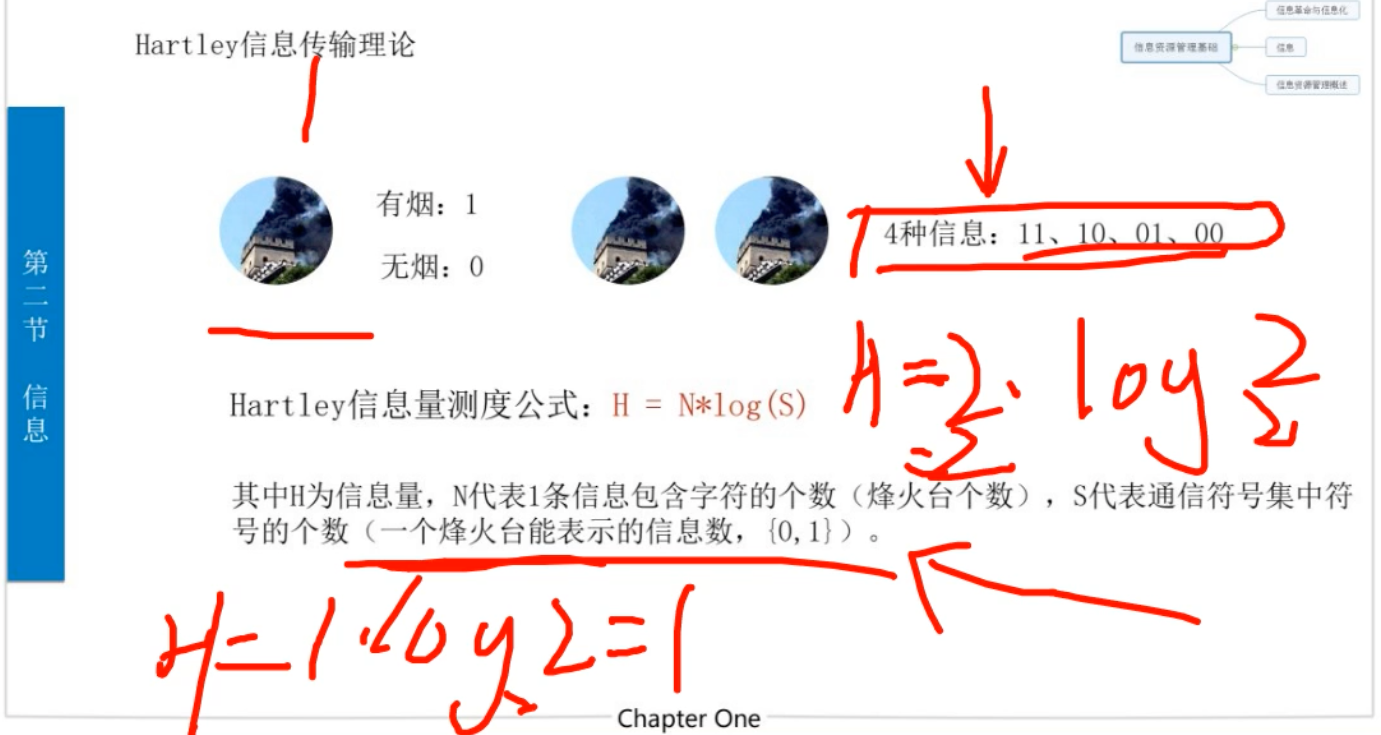 Hartley信息传输理论
信息革命与信息化
信息资源管理基础
信息
信息资源管理概述
有烟：1
无烟：0
4种信息：11、10、01、00
第二节 信息
H=2·log₂2
=2
Hartley信息量测度公式：H = N*log(S)
其中H为信息量，N代表1条信息包含字符的个数（烽火台个数），S代表通信符号集中符
号的个数（一个烽火台能表示的信息数，{0,1}）。
H=1·log₂2=1
Chapter One